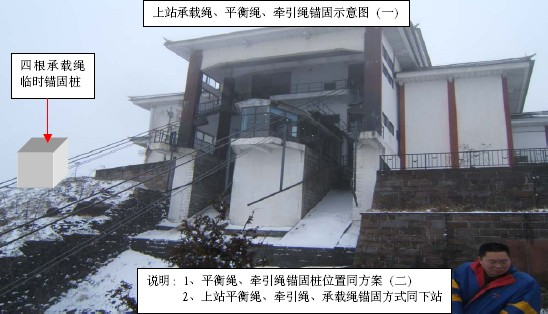 上站承载绳、平衡绳、牵引绳锚固示意图（一）
四根承载绳
临时锚固桩
说明：1、平衡绳、牵引绳锚固桩位置同方案（二）
2、上站平衡绳、牵引绳、承载绳锚固方式同下站